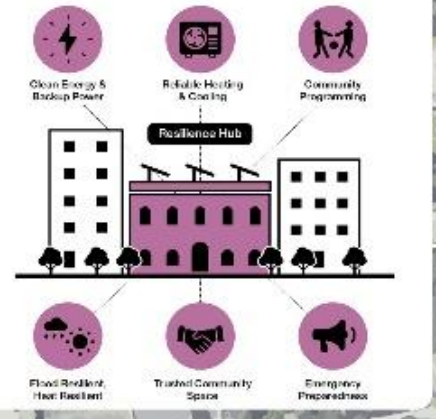 Clean Energy &
Backup Power
Reliable Heating
& Cooling
Community
Programming
Resilience Hub
Flood Resilient,
Heat Resilient
Trusted Community
Space
Emergency
Preparedness